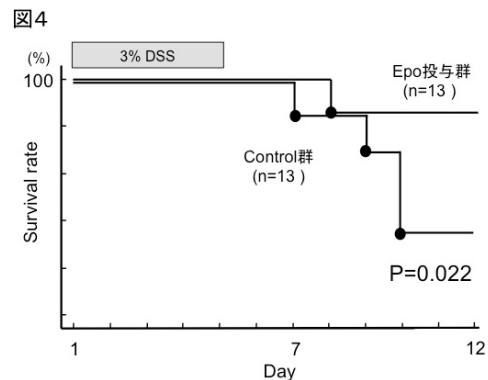 図4
3% DSS
(%)
100
Epo投与群
(n=13 )
Control群
(n=13 )
Survival rate
P=0.022
1
7
12
Day